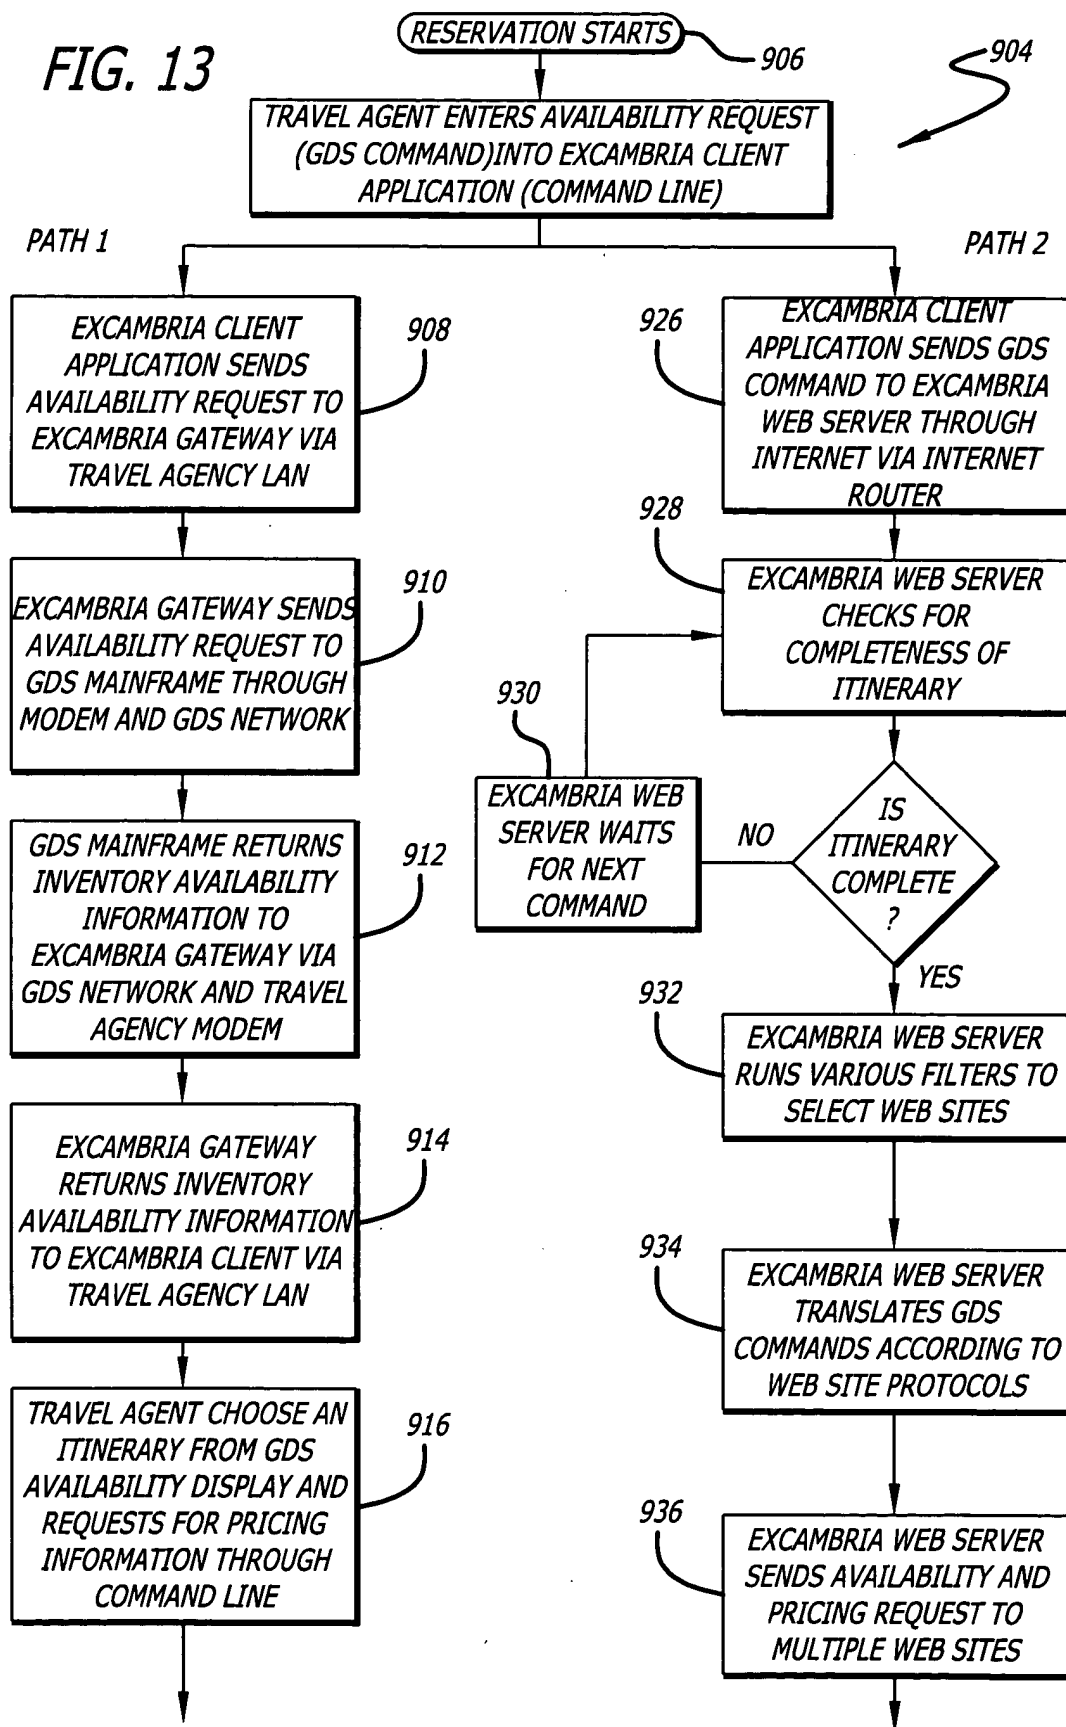 FIG. 13
RESERVATION STARTS
906
904
TRAVEL AGENT ENTERS AVAILABILITY REQUEST
(GDS COMMAND)INTO EXCAMBRIA CLIENT
APPLICATION (COMMAND LINE)
PATH 1
PATH 2
EXCAMBRIA CLIENT
APPLICATION SENDS
AVAILABILITY REQUEST TO
EXCAMBRIA GATEWAY VIA
TRAVEL AGENCY LAN
908
EXCAMBRIA GATEWAY SENDS
AVAILABILITY REQUEST TO
GDS MAINFRAME THROUGH
MODEM AND GDS NETWORK
910
GDS MAINFRAME RETURNS
INVENTORY AVAILABILITY
INFORMATION TO
EXCAMBRIA GATEWAY VIA
GDS NETWORK AND TRAVEL
AGENCY MODEM
912
EXCAMBRIA GATEWAY
RETURNS INVENTORY
AVAILABILITY INFORMATION
TO EXCAMBRIA CLIENT VIA
TRAVEL AGENCY LAN
914
TRAVEL AGENT CHOOSE AN
ITINERARY FROM GDS
AVAILABILITY DISPLAY AND
REQUESTS FOR PRICING
INFORMATION THROUGH
COMMAND LINE
916
926
EXCAMBRIA CLIENT
APPLICATION SENDS GDS
COMMAND TO EXCAMBRIA
WEB SERVER THROUGH
INTERNET VIA INTERNET
ROUTER
928
EXCAMBRIA WEB SERVER
CHECKS FOR
COMPLETENESS OF
ITINERARY
930
EXCAMBRIA WEB
SERVER WAITS
FOR NEXT
COMMAND
NO
IS
ITINERARY
COMPLETE
?
YES
932
EXCAMBRIA WEB SERVER
RUNS VARIOUS FILTERS TO
SELECT WEB SITES
934
EXCAMBRIA WEB SERVER
TRANSLATES GDS
COMMANDS ACCORDING TO
WEB SITE PROTOCOLS
936
EXCAMBRIA WEB SERVER
SENDS AVAILABILITY AND
PRICING REQUEST TO
MULTIPLE WEB SITES